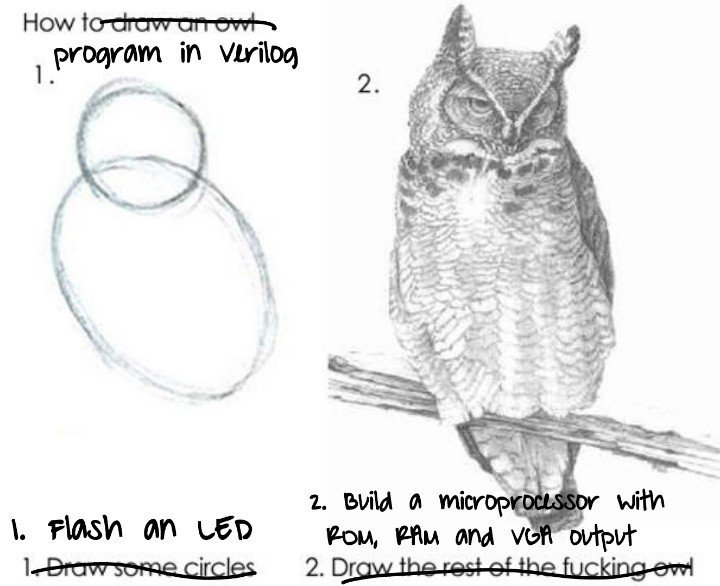 How to draw an owl
program in Verilog
1.
2.
1. Flash an LED
1. Draw some circles
2. Build a microprocessor with
ROM, RAM and VGA output
2. Draw the rest of the fucking owl